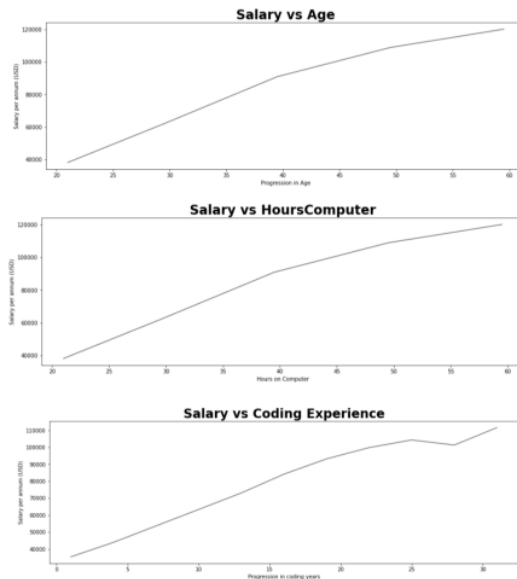 Salary vs Age
120000
100000
80000
60000
40000
Salary per annum (USD)
20 25 30 35 40 45 50 55 60
Progression in Age
Salary vs HoursComputer
120000
100000
80000
60000
40000
Salary per annum (USD)
20 25 30 35 40 45 50 55 60
Hours on Computer
Salary vs Coding Experience
110000
100000
90000
80000
70000
60000
50000
40000
Salary per annum (USD)
0 5 10 15 20 25 30
Progression in coding years